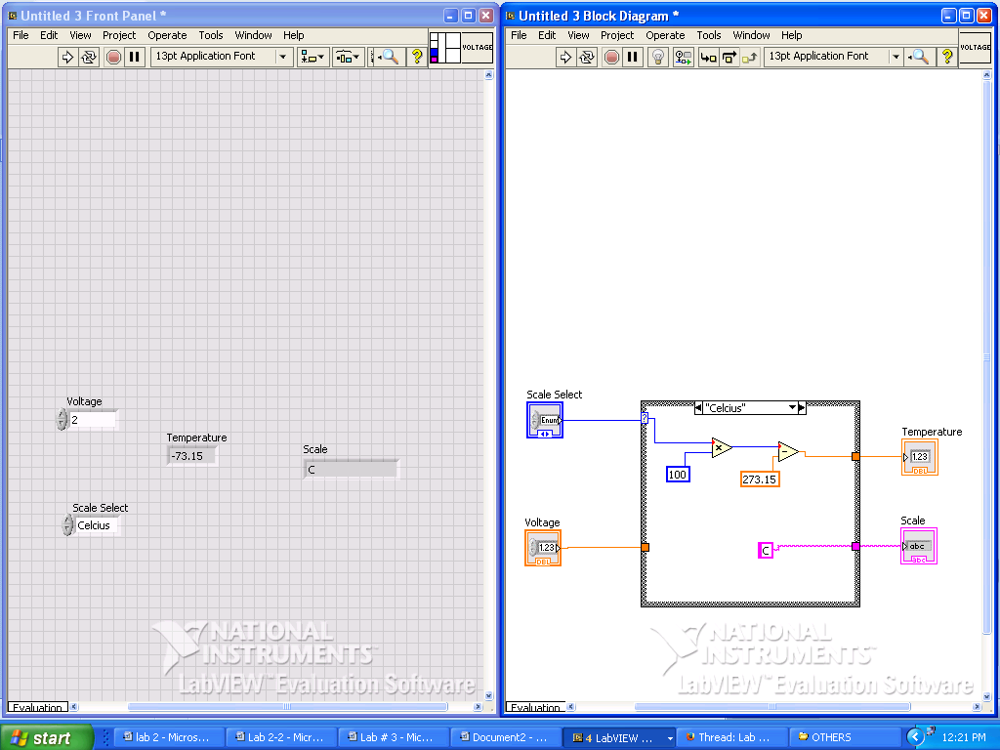 Untitled 3 Front Panel *
File Edit View Project Operate Tools Window Help
13pt Application Font
VOLTAGE
Voltage
2
Temperature
-73.15
Scale
C
Scale Select
Celcius
NATIONAL
INSTRUMENTS™
LabVIEW™ Evaluation Software
Evaluation
Untitled 3 Block Diagram *
File Edit View Project Operate Tools Window Help
13pt Application Font
VOLTAGE
Scale Select
Enum
"Celcius"
?
100
273.15
Temperature
1.23
DBL
Voltage
1.23
DBL
C
Scale
abc
abc
NATIONAL
INSTRUMENTS™
LabVIEW™ Evaluation Software
Evaluation
start
lab 2 - Micros...
Lab 2-2 - Micr...
Lab # 3 - Mic...
Document2 - ...
4 LabVIEW ...
Thread: Lab ...
OTHERS
12:21 PM